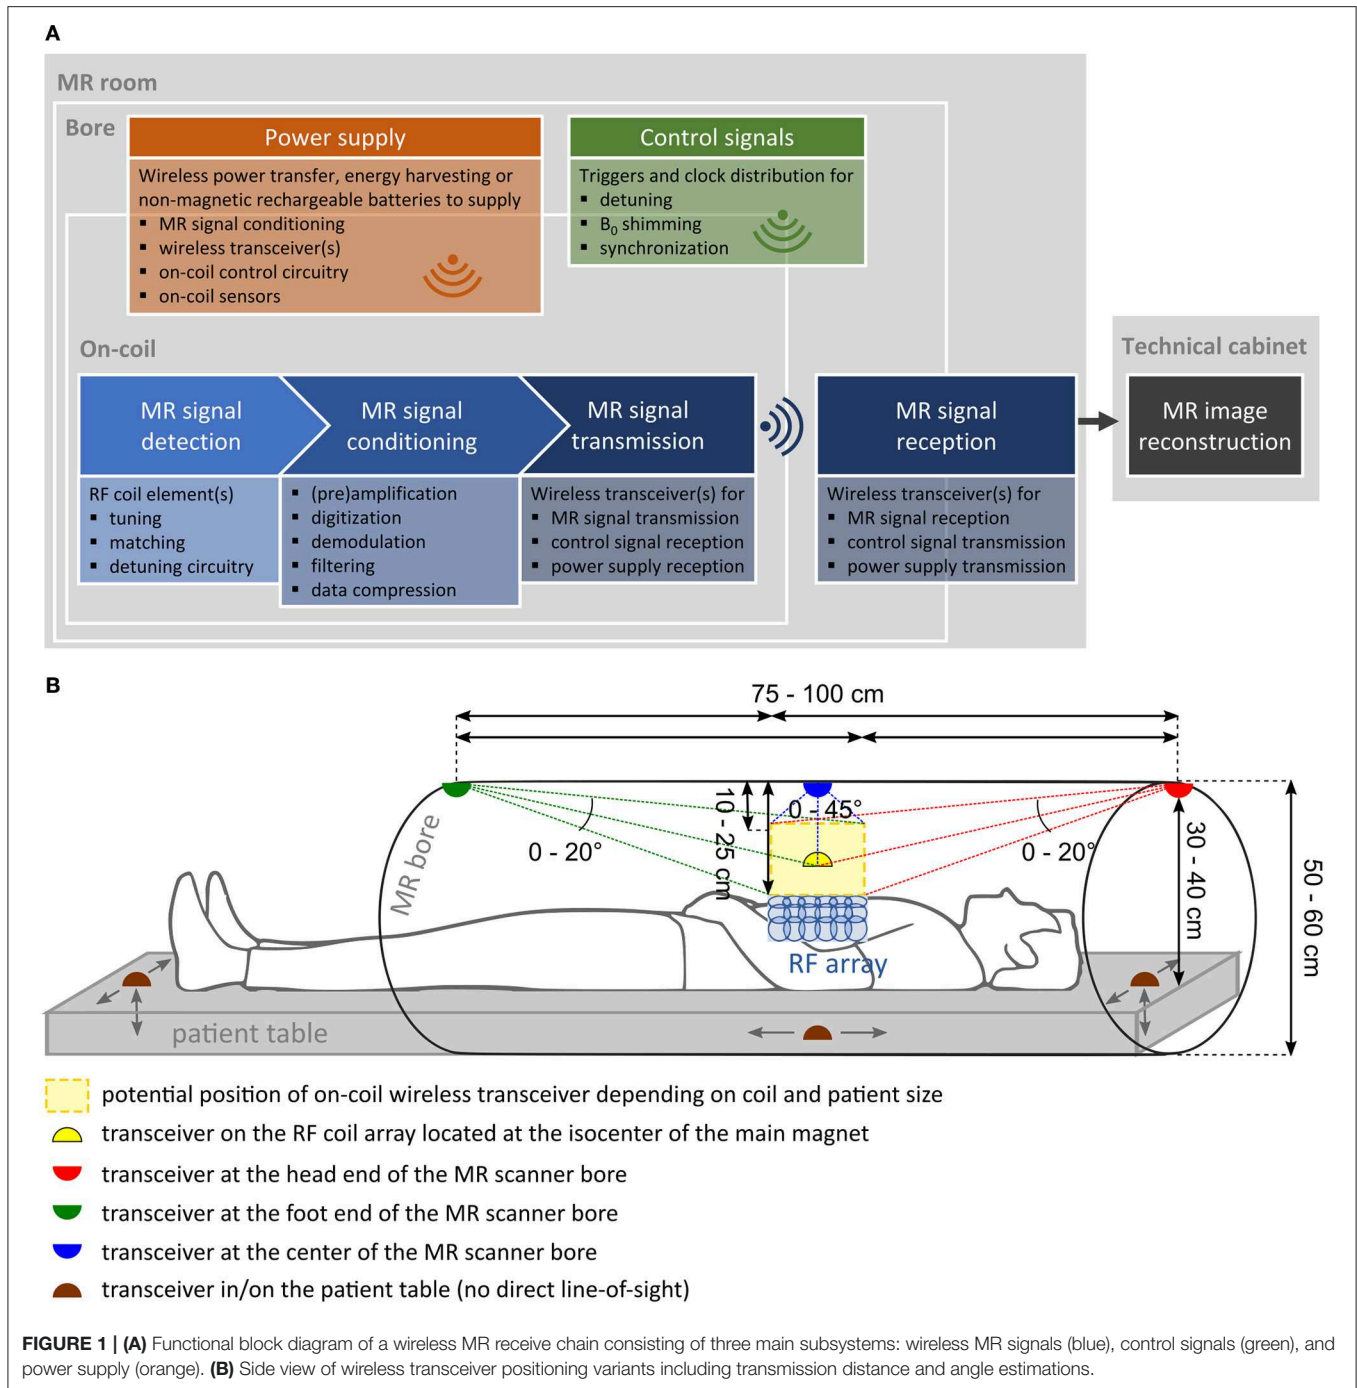 A
MR room
Bore
Power supply
Wireless power transfer, energy harvesting or
non-magnetic rechargeable batteries to supply
▪ MR signal conditioning
▪ wireless transceiver(s)
▪ on-coil control circuitry
▪ on-coil sensors
Control signals
Triggers and clock distribution for
▪ detuning
▪ B0 shimming
▪ synchronization
On-coil
MR signal
detection
RF coil element(s)
▪ tuning
▪ matching
▪ detuning circuitry
MR signal
conditioning
▪ (pre)amplification
▪ digitization
▪ demodulation
▪ filtering
▪ data compression
MR signal
transmission
Wireless transceiver(s) for
▪ MR signal transmission
▪ control signal reception
▪ power supply reception
MR signal
reception
Wireless transceiver(s) for
▪ MR signal reception
▪ control signal transmission
▪ power supply transmission
Technical cabinet
MR image
reconstruction
B
75 - 100 cm
10 - 25 cm
0 - 45°
0 - 20°
0 - 20°
30 - 40 cm
50 - 60 cm
MR bore
RF array
patient table
potential position of on-coil wireless transceiver depending on coil and patient size
transceiver on the RF coil array located at the isocenter of the main magnet
transceiver at the head end of the MR scanner bore
transceiver at the foot end of the MR scanner bore
transceiver at the center of the MR scanner bore
transceiver in/on the patient table (no direct line-of-sight)
FIGURE 1 | (A) Functional block diagram of a wireless MR receive chain consisting of three main subsystems: wireless MR signals (blue), control signals (green), and
power supply (orange). (B) Side view of wireless transceiver positioning variants including transmission distance and angle estimations.